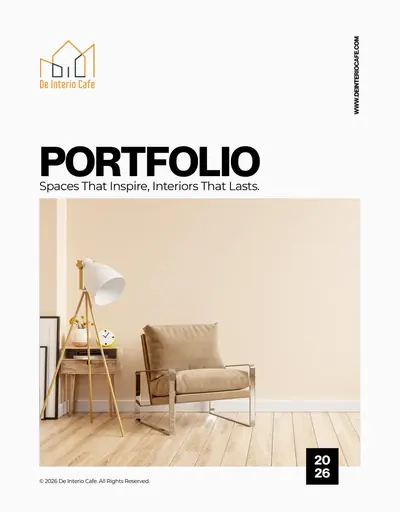 De Interio Cafe
WWW.DEINTERIOCAFE.COM
PORTFOLIO
Spaces That Inspire, Interiors That Lasts.
20
26
© 2026 De Interio Cafe. All Rights Reserved.